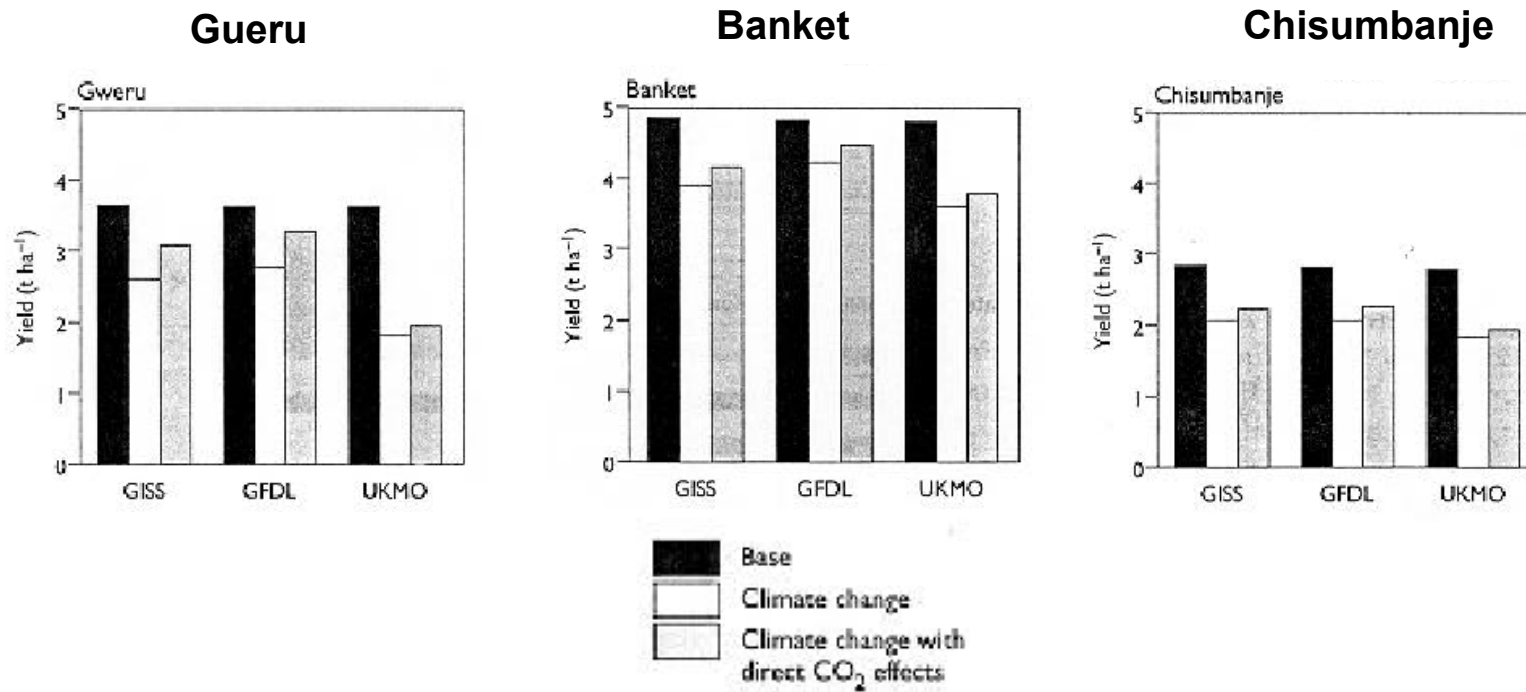 Gueru
Banket
Chisumbanje
Gweru
5
4
3
2
1
0
Yield (t ha⁻¹)
GISS GFDL UKMO
Banket
5
4
3
2
1
0
Yield (t ha⁻¹)
GISS GFDL UKMO
Chisumbanje
5
4
3
2
1
0
Yield (t ha⁻¹)
GISS GFDL UKMO
Base
Climate change
Climate change with
direct CO₂ effects